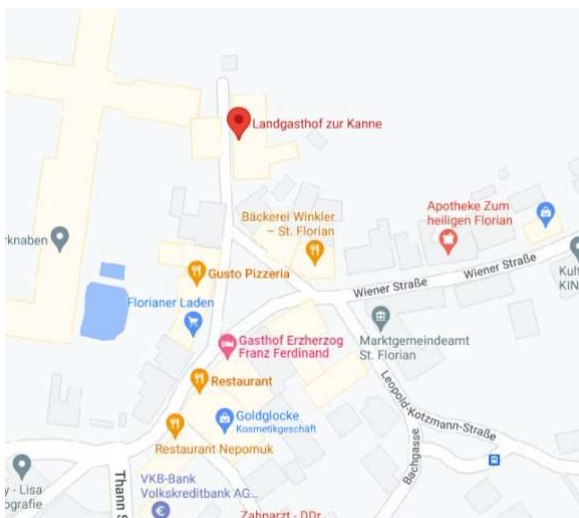 Landgasthof zur Kanne
Bäckerei Winkler
– St. Florian
Apotheke Zum
heiligen Florian
rknaben
Gusto Pizzeria
Wiener Straße
Wiener Straße
Kult
KIN
Florianer Laden
Gasthof Erzherzog
Franz Ferdinand
Marktgemeindeamt
St. Florian
Restaurant
Leopold-Kotzmann-Straße
Goldglocke
Kosmetikgeschäft
Restaurant Nepomuk
Bachgasse
y - Lisa
ografie
Thann S
VKB-Bank
Volkskreditbank AG...
Zahnarzt - DDr